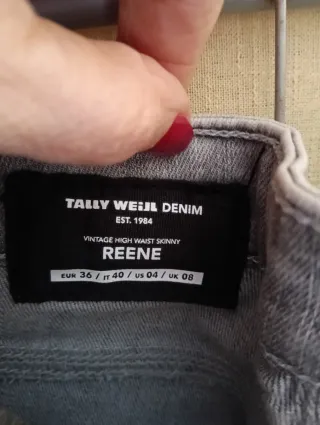 TALLY WEiJL DENIM
EST. 1984
VINTAGE HIGH WAIST SKINNY
REENE
EUR 36 / IT 40 / US 04 / UK 08